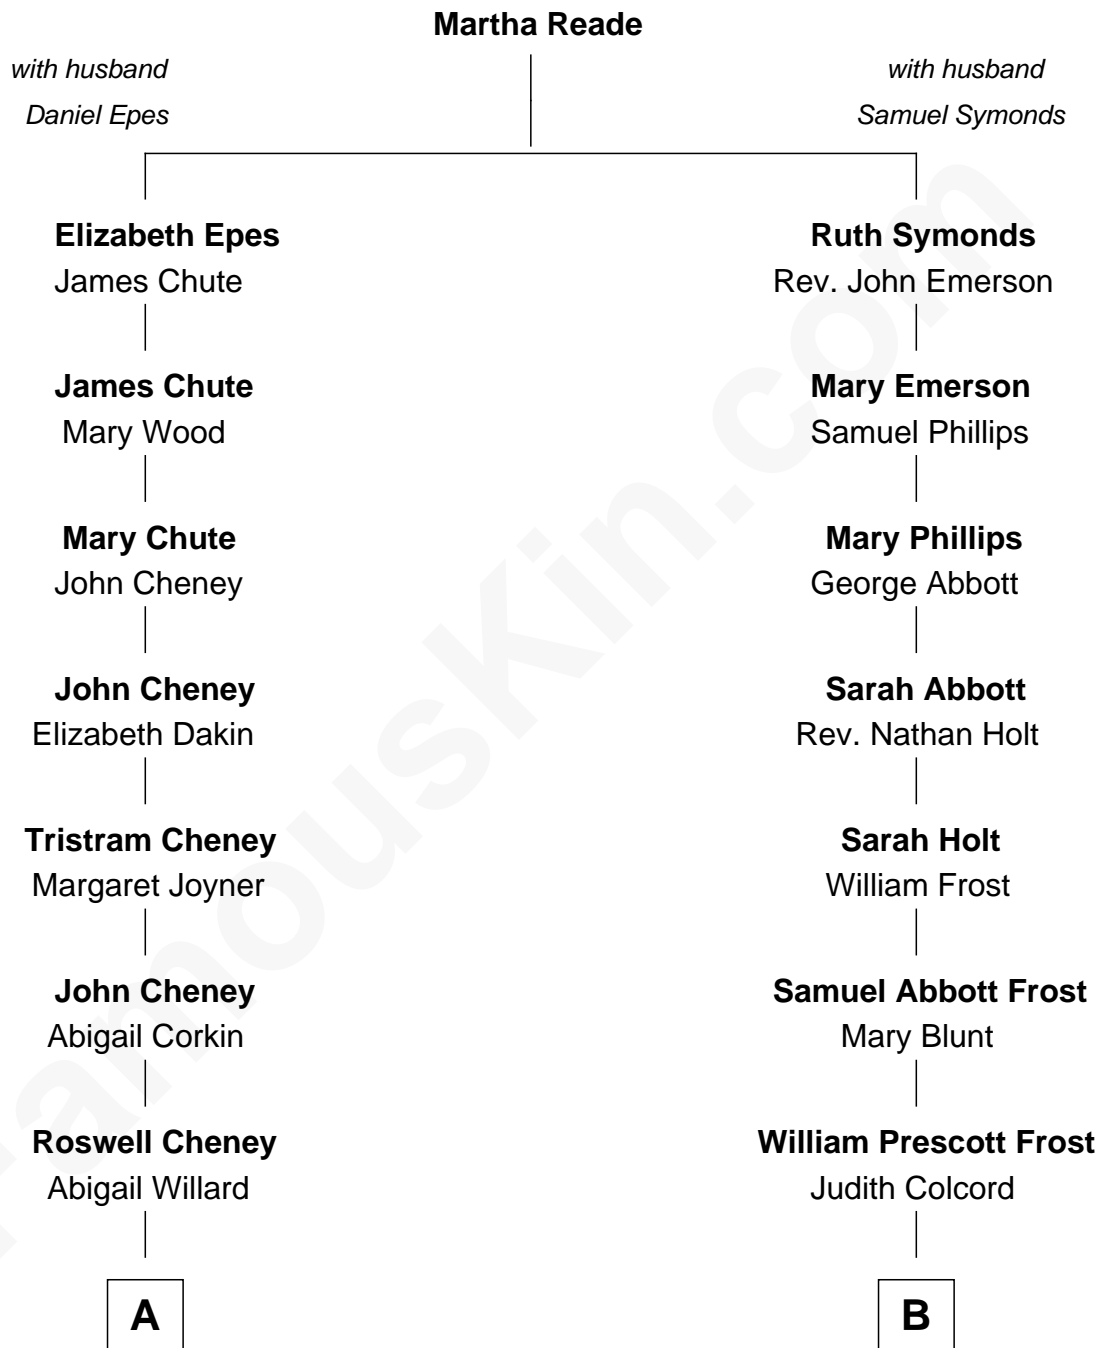 Martha Reade
with husband
Daniel Epes
with husband
Samuel Symonds
Elizabeth Epes
James Chute
Ruth Symonds
Rev. John Emerson
James Chute
Mary Wood
Mary Emerson
Samuel Phillips
Mary Chute
John Cheney
Mary Phillips
George Abbott
John Cheney
Elizabeth Dakin
Sarah Abbott
Rev. Nathan Holt
Tristram Cheney
Margaret Joyner
Sarah Holt
William Frost
John Cheney
Abigail Corkin
Samuel Abbott Frost
Mary Blunt
Roswell Cheney
Abigail Willard
William Prescott Frost
Judith Colcord
A
B
FamousKin.com